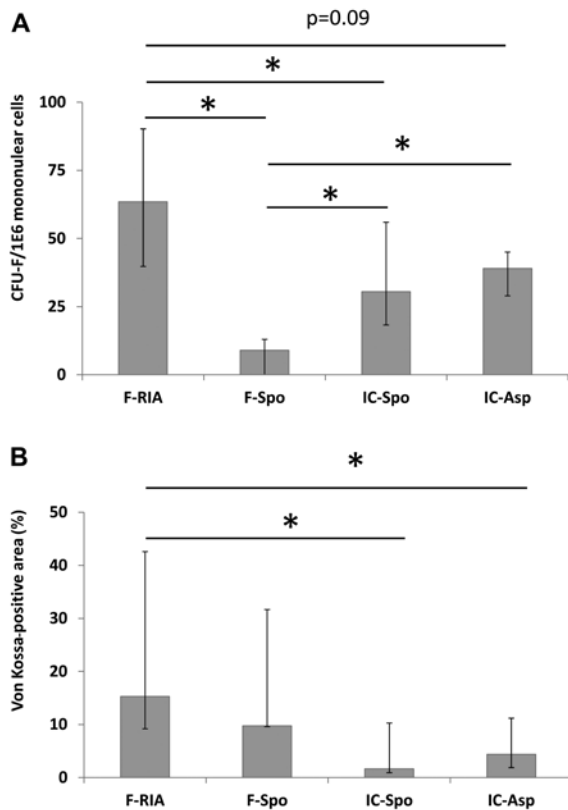 A
p=0.09
*
*
*
*
CFU-F/1E6 mononulear cells
100
75
50
25
0
F-RIA F-Spo IC-Spo IC-Asp
B
*
*
Von Kossa-positive area (%)
50
40
30
20
10
0
F-RIA F-Spo IC-Spo IC-Asp